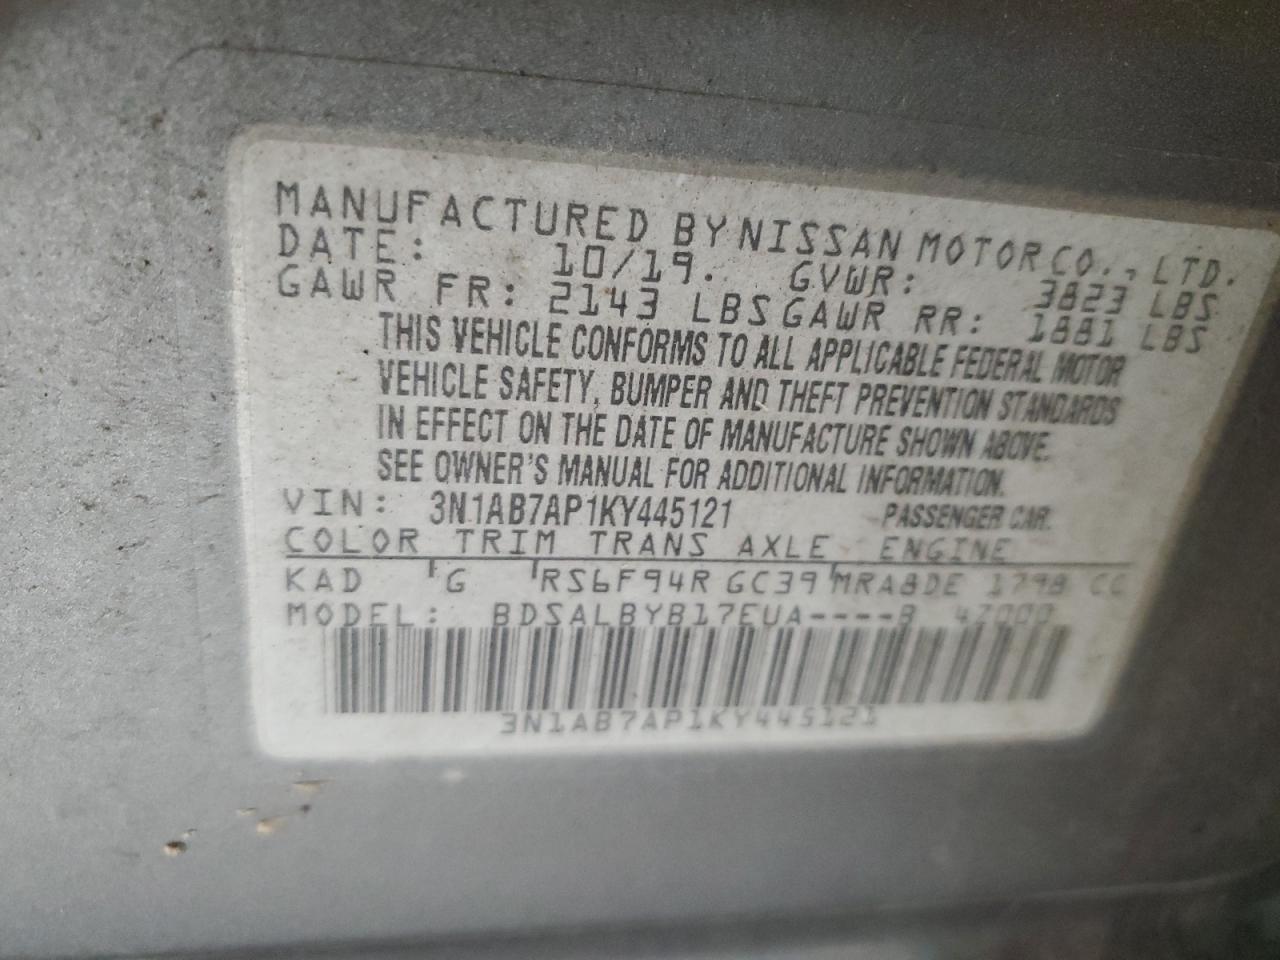 MANUFACTURED BY NISSAN MOTOR CO., LTD.
DATE: 10/19. GVWR: 3823 LBS
GAWR FR: 2143 LBS GAWR RR: 1881 LBS
THIS VEHICLE CONFORMS TO ALL APPLICABLE FEDERAL MOTOR
VEHICLE SAFETY, BUMPER AND THEFT PREVENTION STANDARDS
IN EFFECT ON THE DATE OF MANUFACTURE SHOWN ABOVE.
SEE OWNER'S MANUAL FOR ADDITIONAL INFORMATION.
VIN: 3N1AB7AP1KY445121 PASSENGER CAR
COLOR TRIM TRANS AXLE ENGINE
KAD G RS6F94R GC39 MRA8DE 1798 CC
MODEL: BDSALBYB17EUA----B 4Z000
3N1AB7AP1KY445121